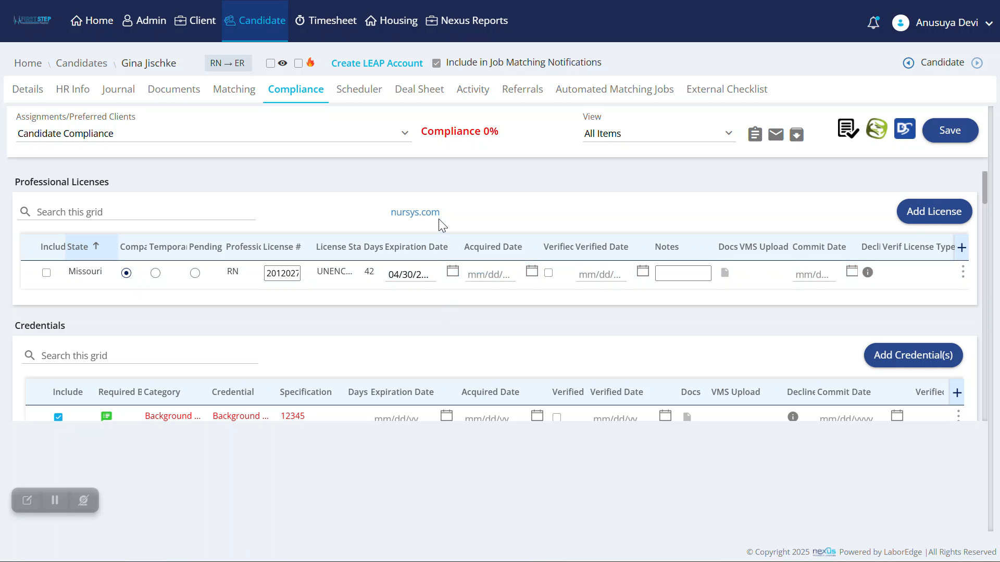 FIRST STEP
Home Admin Client Candidate Timesheet Housing Nexus Reports Anusuya Devi
Home \ Candidates \ Gina Jischke RN → ER Create LEAP Account Include in Job Matching Notifications Candidate
Details HR Info Journal Documents Matching Compliance Scheduler Deal Sheet Activity Referrals Automated Matching Jobs External Checklist
Assignments/Preferred Clients View
Candidate Compliance Compliance 0% All Items DS Save
Professional Licenses
Search this grid nursys.com Add License
Includ State Compa Temporar Pending Professic License # License Sta Days Expiration Date Acquired Date Verified Verified Date Notes Docs VMS Upload Commit Date Decli Verif License Type +
Missouri RN 2012027 UNENC... 42 04/30/2... mm/dd/... mm/dd/... mm/d...
Credentials
Search this grid Add Credential(s)
Include Required B Category Credential Specification Days Expiration Date Acquired Date Verified Verified Date Docs VMS Upload Decline Commit Date Verified +
Background ... Background ... 12345 mm/dd/yy mm/dd/yy mm/dd/yy mm/dd/yyyy
© Copyright 2025 nexus Powered by LaborEdge |All Rights Reserved